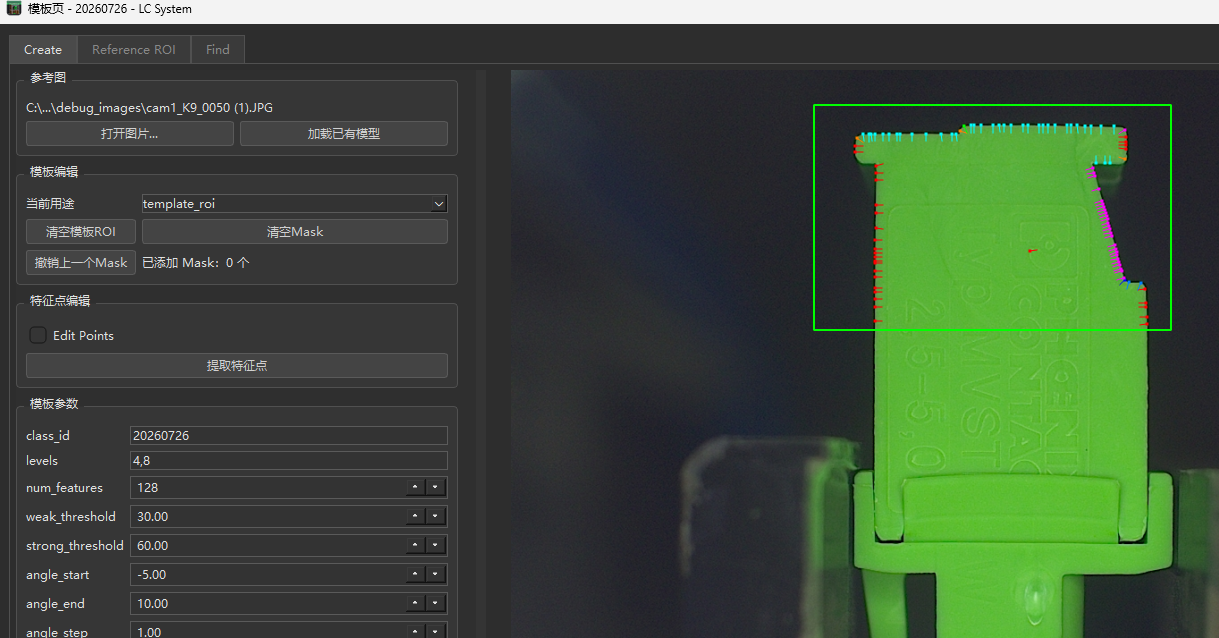 模板页 - 20260726 - LC System
Create Reference ROI Find
参考图
C:\...\debug_images\cam1_K9_0050 (1).JPG
打开图片... 加载已有模型
模板编辑
当前用途 template_roi
清空模板ROI 清空Mask
撤销上一个Mask 已添加 Mask: 0 个
特征点编辑
Edit Points
提取特征点
模板参数
class_id 20260726
levels 4,8
num_features 128
weak_threshold 30.00
strong_threshold 60.00
angle_start -5.00
angle_end 10.00
angle_step 1.00
2,5-5,0